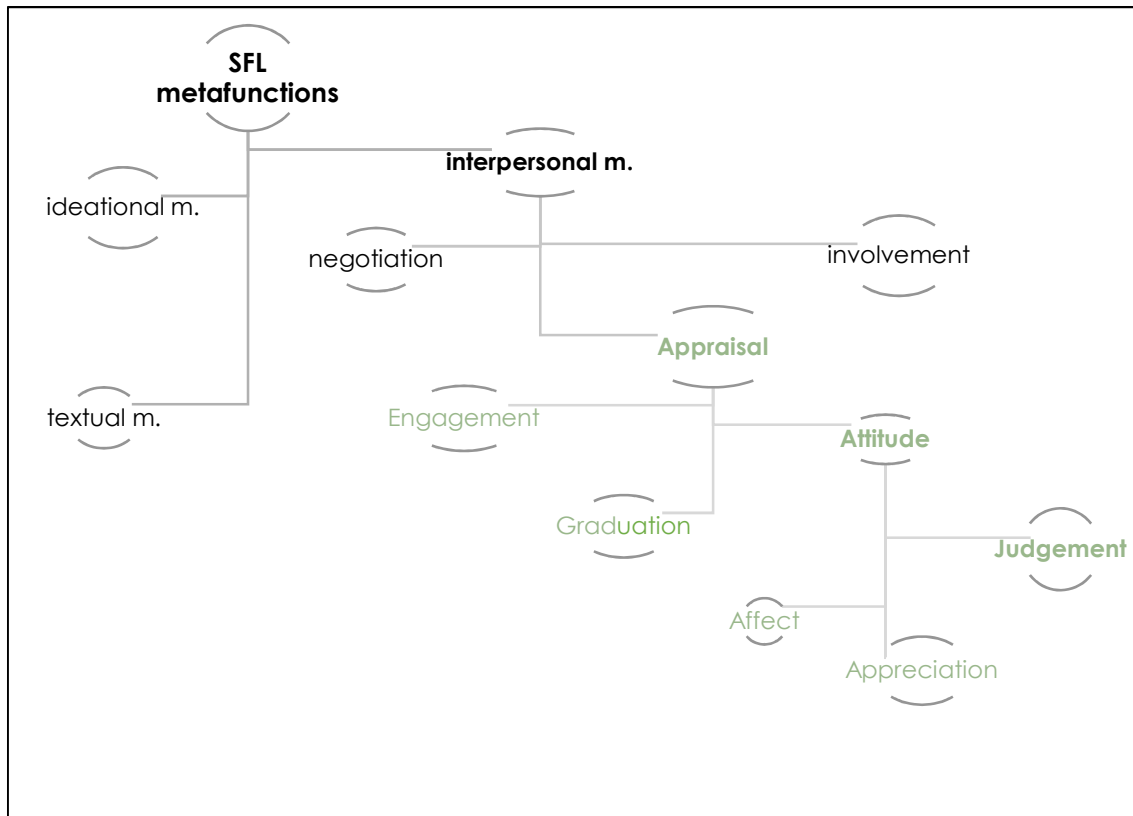 SFL
metafunctions
interpersonal m.
ideational m.
negotiation
involvement
Appraisal
textual m.
Engagement
Attitude
Graduation
Judgement
Affect
Appreciation